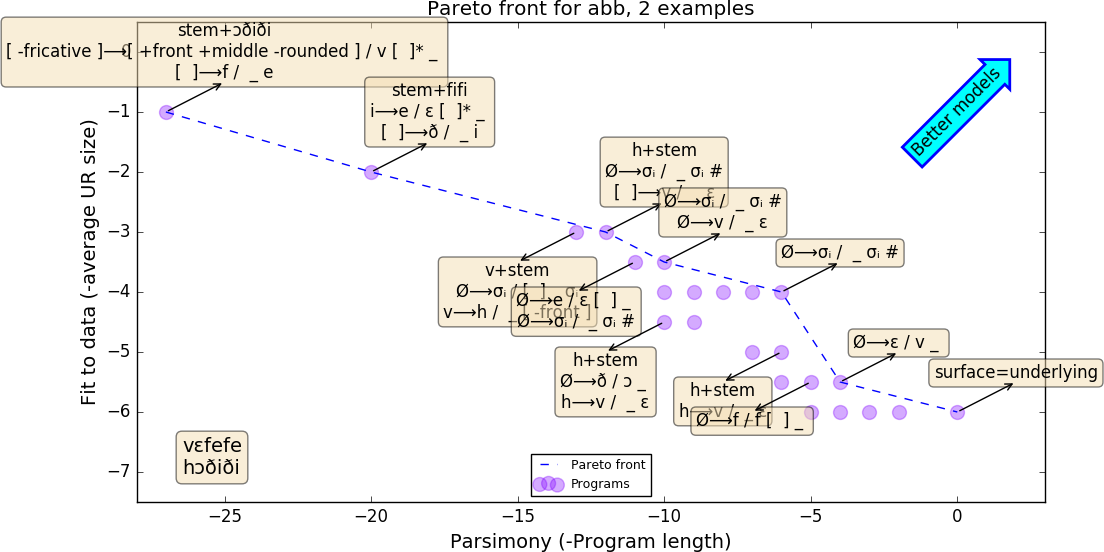 Pareto front for abb, 2 examples
stem+ɔðiði
[ -fricative ]⟶[ +front +middle -rounded ] / v [  ]* _
[  ]⟶f /  _ e
stem+fifi
i⟶e / ε [  ]* _
[  ]⟶ð /  _ i
Better models
h+stem
Ø⟶σᵢ /  _ σᵢ #
[  ]⟶v /  _ ε
Ø⟶σᵢ /  _ σᵢ #
Ø⟶v /  _ ε
Ø⟶σᵢ /  _ σᵢ #
v+stem
Ø⟶σᵢ / [  ] _ σᵢ
v⟶h /  _ [ -front ]
Ø⟶e / ε [  ] _
Ø⟶σᵢ /  _ σᵢ #
h+stem
Ø⟶ð / ɔ _
h⟶v /  _ ε
Ø⟶ε / v _
surface=underlying
h+stem
h⟶v /
Ø⟶f / f [  ] _
vεfefe
hɔðiði
Pareto front
Programs
Fit to data (-average UR size)
−1
−2
−3
−4
−5
−6
−7
−25
−20
−15
−10
−5
0
Parsimony (-Program length)